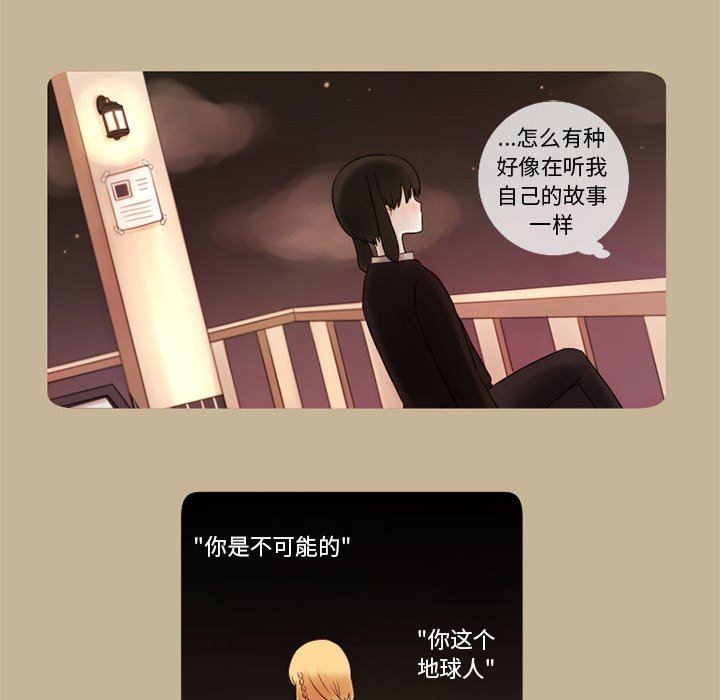 ...怎么有种
好像在听我
自己的故事
一样
"你是不可能的"
"你这个
地球人"